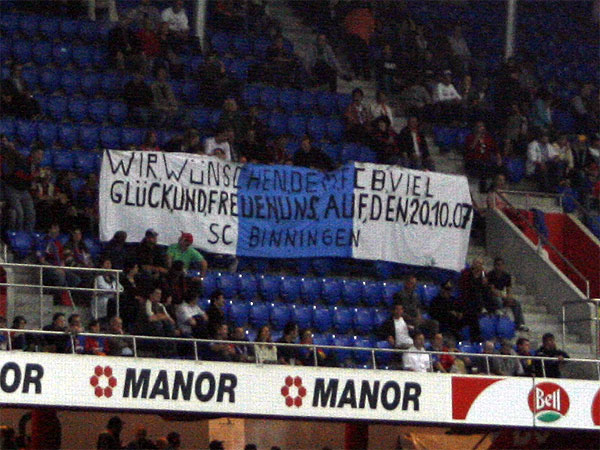 WIR, WÜNSCHEN, DEM, FCB VIEL
GLÜCK, UND, FREUEN UNS, AUF, DEN, 20.10.07
SC BINNINGEN
OR MANOR MANOR Bell M